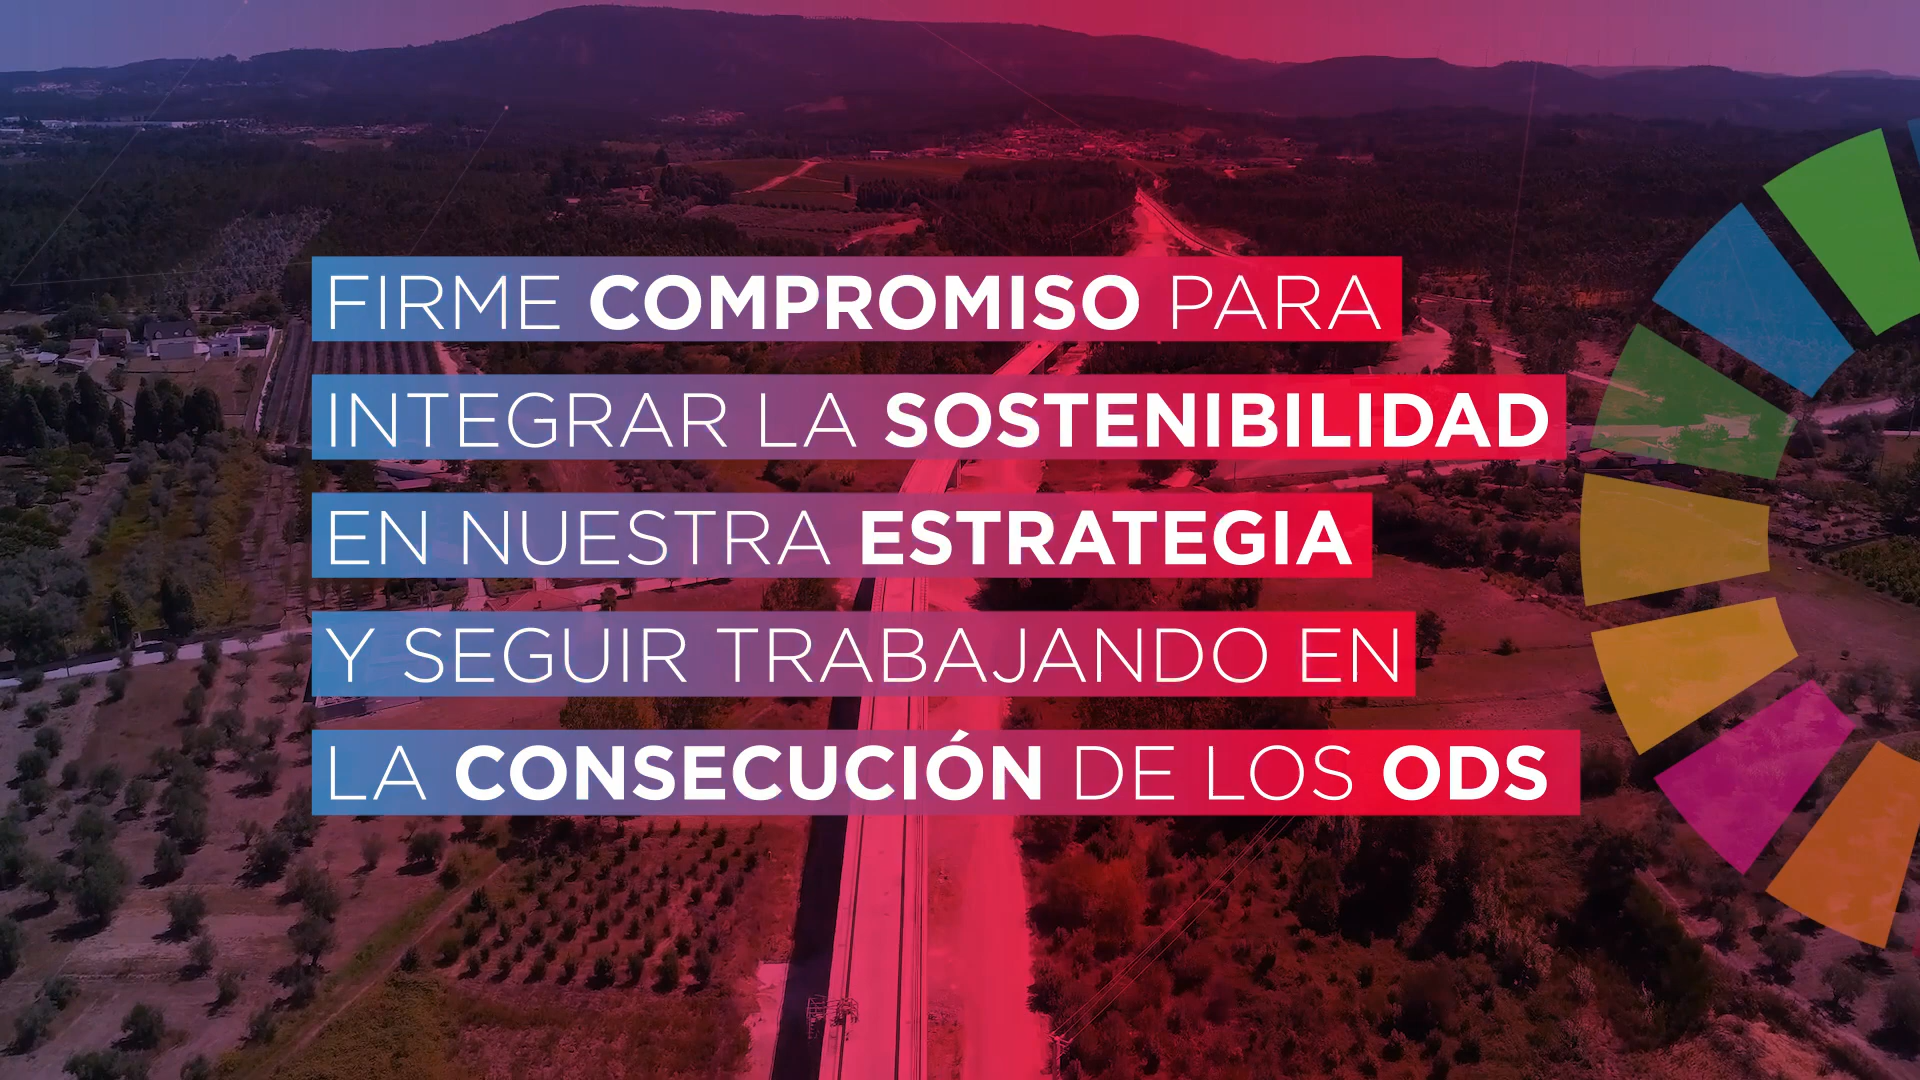 FIRME COMPROMISO PARA
INTEGRAR LA SOSTENIBILIDAD
EN NUESTRA ESTRATEGIA
Y SEGUIR TRABAJANDO EN
LA CONSECUCIÓN DE LOS ODS